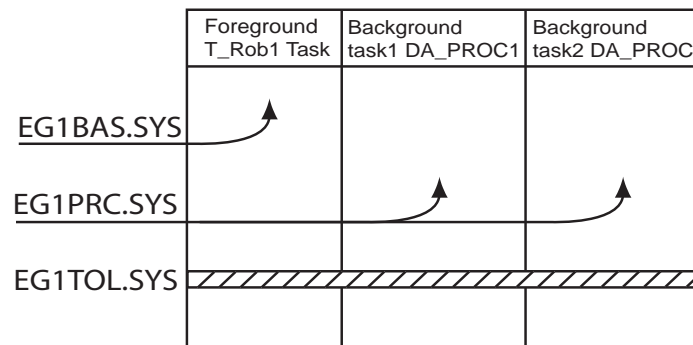 Foreground
T_Rob1 Task
Background
task1 DA_PROC1
Background
task2 DA_PROC
EG1BAS.SYS
EG1PRC.SYS
EG1TOL.SYS